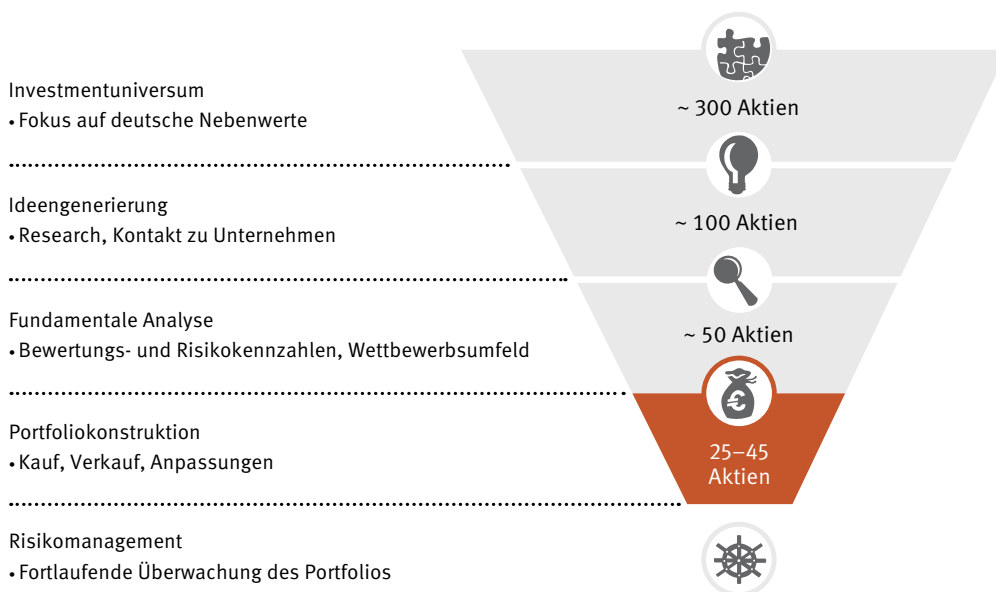 Investmentuniversum
• Fokus auf deutsche Nebenwerte
~ 300 Aktien
Ideengenerierung
• Research, Kontakt zu Unternehmen
~ 100 Aktien
Fundamentale Analyse
• Bewertungs- und Risikokennzahlen, Wettbewerbsumfeld
~ 50 Aktien
€
Portfoliokonstruktion
• Kauf, Verkauf, Anpassungen
25–45
Aktien
Risikomanagement
• Fortlaufende Überwachung des Portfolios